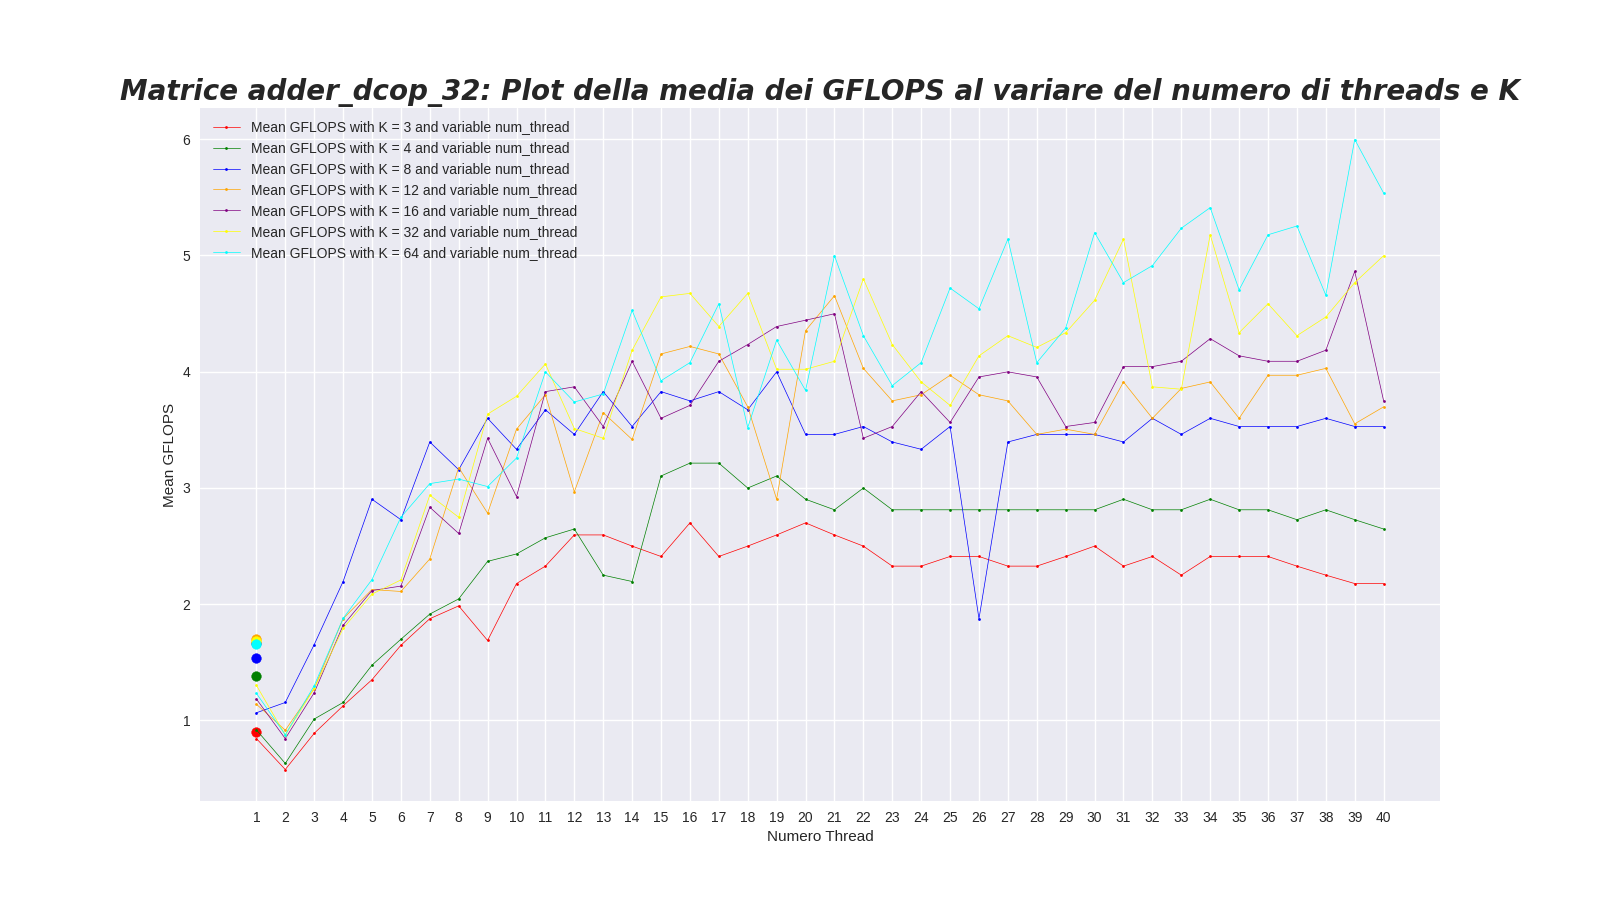 Matrice adder_dcop_32: Plot della media dei GFLOPS al variare del numero di threads e K
Mean GFLOPS with K = 3 and variable num_thread
Mean GFLOPS with K = 4 and variable num_thread
Mean GFLOPS with K = 8 and variable num_thread
Mean GFLOPS with K = 12 and variable num_thread
Mean GFLOPS with K = 16 and variable num_thread
Mean GFLOPS with K = 32 and variable num_thread
Mean GFLOPS with K = 64 and variable num_thread
6
5
4
3
2
1
Mean GFLOPS
1 2 3 4 5 6 7 8 9 10 11 12 13 14 15 16 17 18 19 20 21 22 23 24 25 26 27 28 29 30 31 32 33 34 35 36 37 38 39 40
Numero Thread